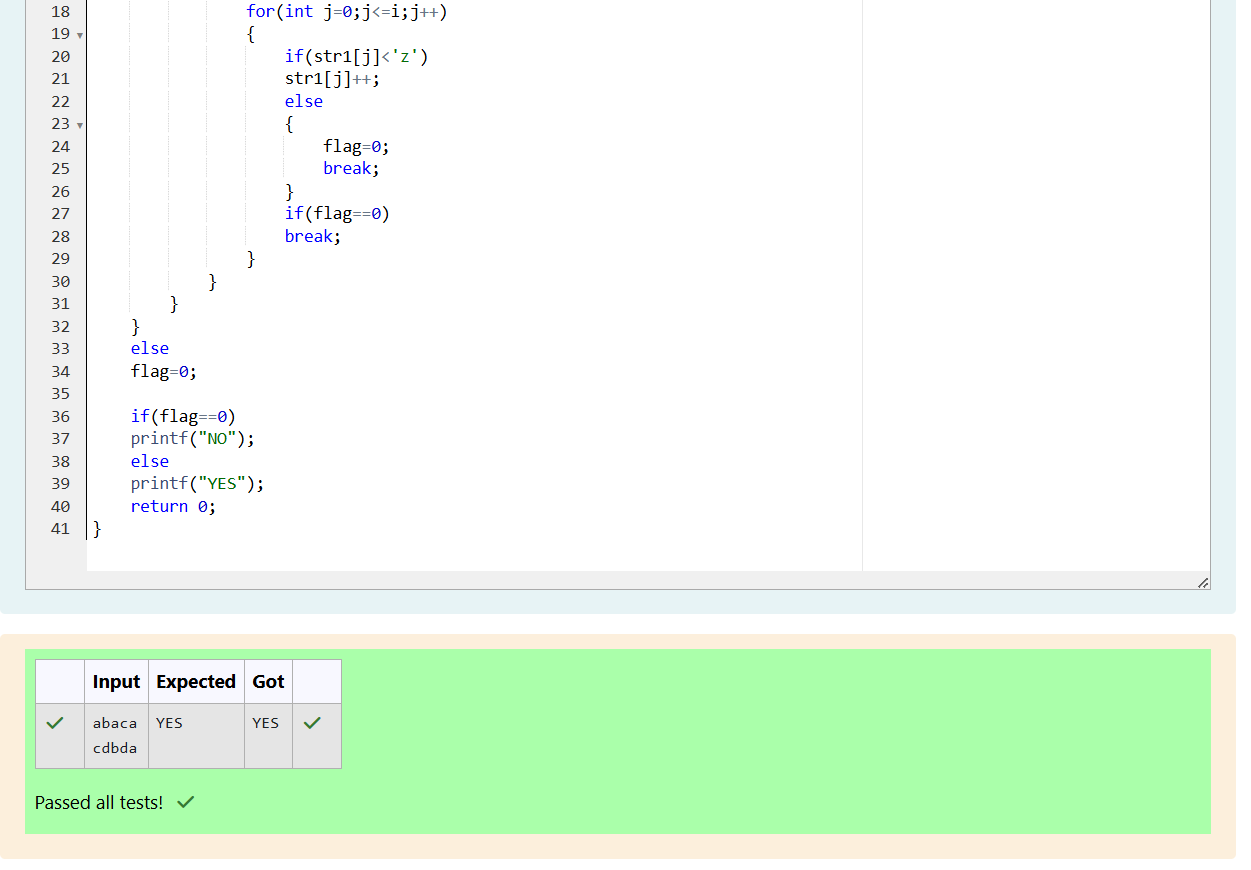 18 for(int j=0;j<=i;j++)
19 {
20 if(str1[j]<'z')
21 str1[j]++;
22 else
23 {
24 flag=0;
25 break;
26 }
27 if(flag==0)
28 break;
29 }
30 }
31 }
32 }
33 else
34 flag=0;
35
36 if(flag==0)
37 printf("NO");
38 else
39 printf("YES");
40 return 0;
41 }
Input Expected Got
abaca YES YES
cdbda
Passed all tests!